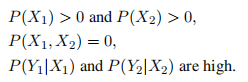 P(X₁) > 0 and P(X₂) > 0,
P(X₁, X₂) = 0,
P(Y₁|X₁) and P(Y₂|X₂) are high.